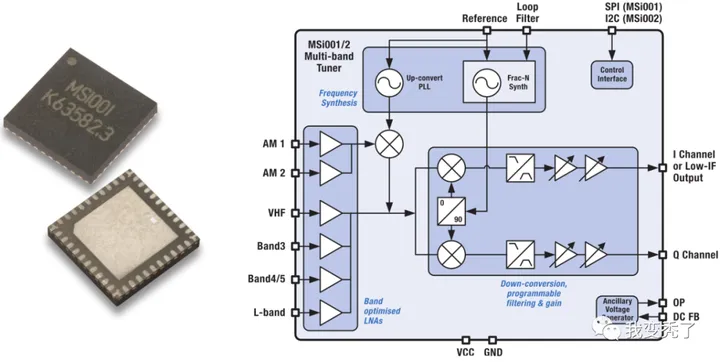 MSI001
K63582.3
Reference
Loop
Filter
SPI (MSi001)
I2C (MSi002)
MSi001/2
Multi-band
Tuner
Up-convert
PLL
Frac-N
Synth
Control
Interface
Frequency
Synthesis
AM 1
AM 2
VHF
Band3
Band4/5
L-band
0
90
I Channel
or Low-IF
Output
Q Channel
Band
optimised
LNAs
Down-conversion,
programmable
filtering & gain
Ancillary
Voltage
Generator
OP
DC FB
VCC
GND
我变秃了